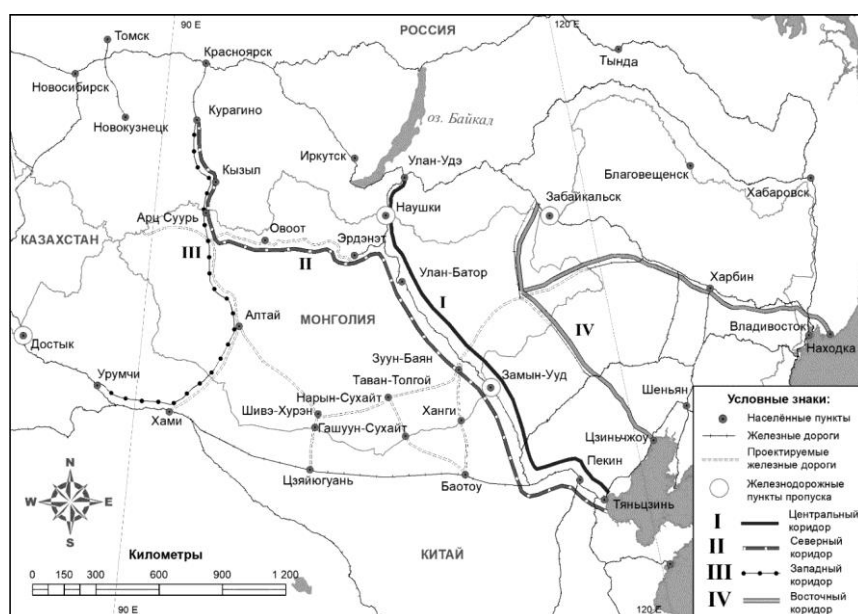 90 E
120 E
РОССИЯ
Томск
Красноярск
Тында
Новосибирск
Курагино
оз. Байкал
Новокузнецк
Иркутск
Улан-Удэ
Благовещенск
Кызыл
Забайкальск
Хабаровск
Наушки
Арц Суурь
Овоот
КАЗАХСТАН
Эрдэнэт
III
II
Улан-Батор
Харбин
I
Алтай
МОНГОЛИЯ
IV
Владивосток
Находка
Достык
Зуун-Баян
Урумчи
Таван-Толгой
Замын-Ууд
Шеньян
Нарын-Сухайт
Шивэ-Хурэн
Ханги
Хами
Гашуун-Сухайт
Цзиньчжоу
Пекин
Цзяйюгуань
Баотоу
Тяньцзинь
КИТАЙ
N
W
E
S
Километры
0 150 300 600 900 1 200
90 E
120 E
Условные знаки:
Населённые пункты
Железные дороги
Проектируемые
железные дороги
Железнодорожные
пункты пропуска
I Центральный
коридор
II Северный
коридор
III Западный
коридор
IV Восточный
коридор